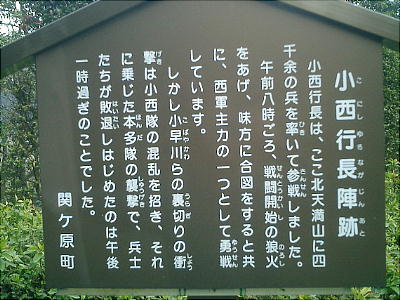 小西行長陣跡
小西行長は、ここ北天満山に四
千余の兵を率いて参戦しました。
午前八時ごろ、戦闘開始の狼火
をあげ、味方に合図をすると共
に、西軍主力の一つとして勇戦
しています。
しかし小早川らの裏切りの衝
撃は小西隊の混乱を招き、それ
に乗じた本多隊の襲撃で、兵士
たちが敗退しはじめたのは午後
一時過ぎのことでした。
関ケ原町